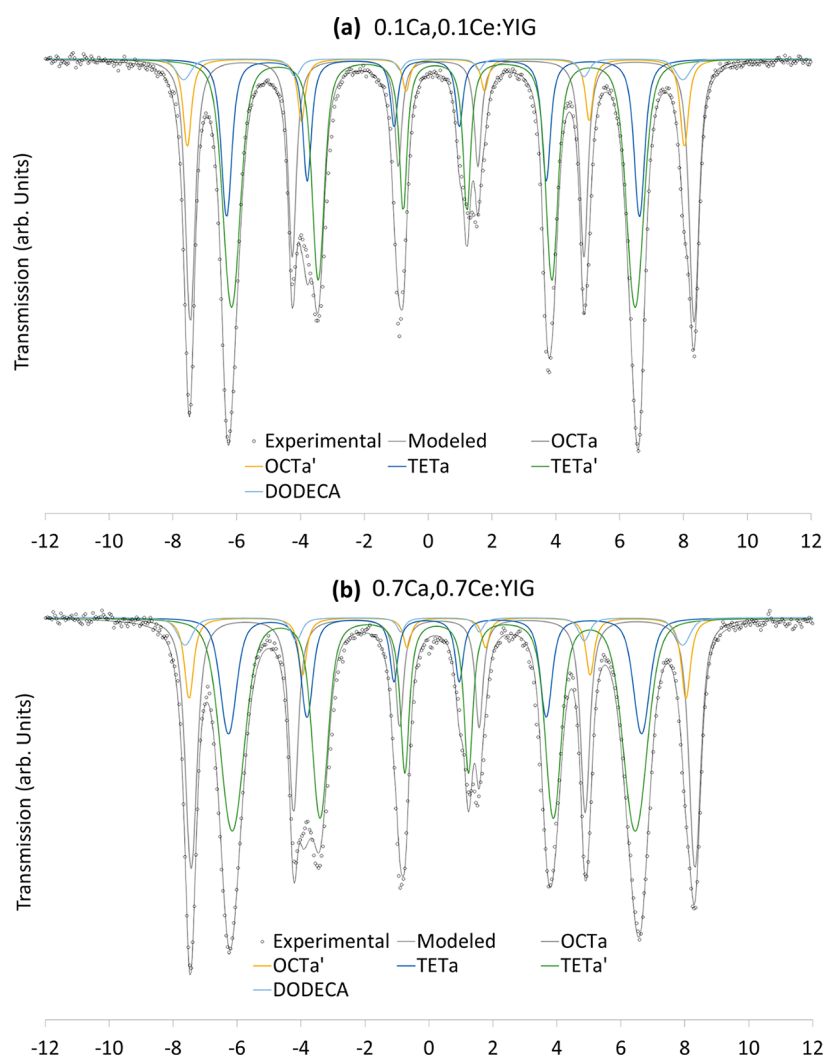 (a) 0.1Ca,0.1Ce:YIG
Transmission (arb. Units)
Experimental Modeled OCTa
OCTa' TETa TETa'
DODECA
-12 -10 -8 -6 -4 -2 0 2 4 6 8 10 12
(b) 0.7Ca,0.7Ce:YIG
Transmission (arb. Units)
Experimental Modeled OCTa
OCTa' TETa TETa'
DODECA
-12 -10 -8 -6 -4 -2 0 2 4 6 8 10 12